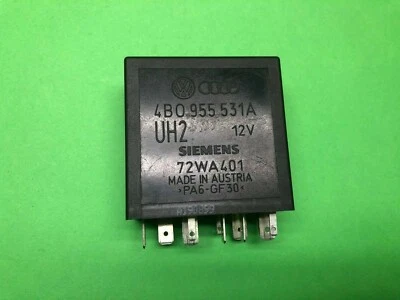 4B0 955 531A
UH2 12V
SIEMENS
72WA401
MADE IN AUSTRIA
>PA6-GF30<